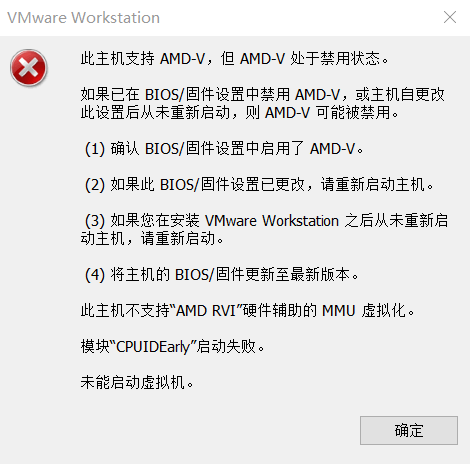 VMware Workstation
此主机支持 AMD-V，但 AMD-V 处于禁用状态。
如果已在 BIOS/固件设置中禁用 AMD-V，或主机自更改
此设置后从未重新启动，则 AMD-V 可能被禁用。
(1) 确认 BIOS/固件设置中启用了 AMD-V。
(2) 如果此 BIOS/固件设置已更改，请重新启动主机。
(3) 如果您在安装 VMware Workstation 之后从未重新启
动主机，请重新启动。
(4) 将主机的 BIOS/固件更新至最新版本。
此主机不支持“AMD RVI”硬件辅助的 MMU 虚拟化。
模块“CPUIDEarly”启动失败。
未能启动虚拟机。
确定